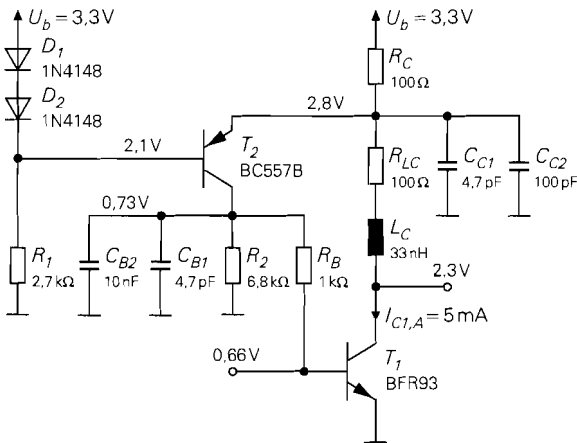 U_b = 3,3V
D_1
1N4148
D_2
1N4148
2,1V
T_2
BC557B
0,73V
R_1
2,7kΩ
C_B2
10nF
C_B1
4,7pF
R_2
6,8kΩ
R_B
1kΩ
0,66V
U_b = 3,3V
R_C
100Ω
2,8V
R_LC
100Ω
C_C1
4,7pF
C_C2
100pF
L_C
33nH
2,3V
I_C1,A = 5mA
T_1
BFR93